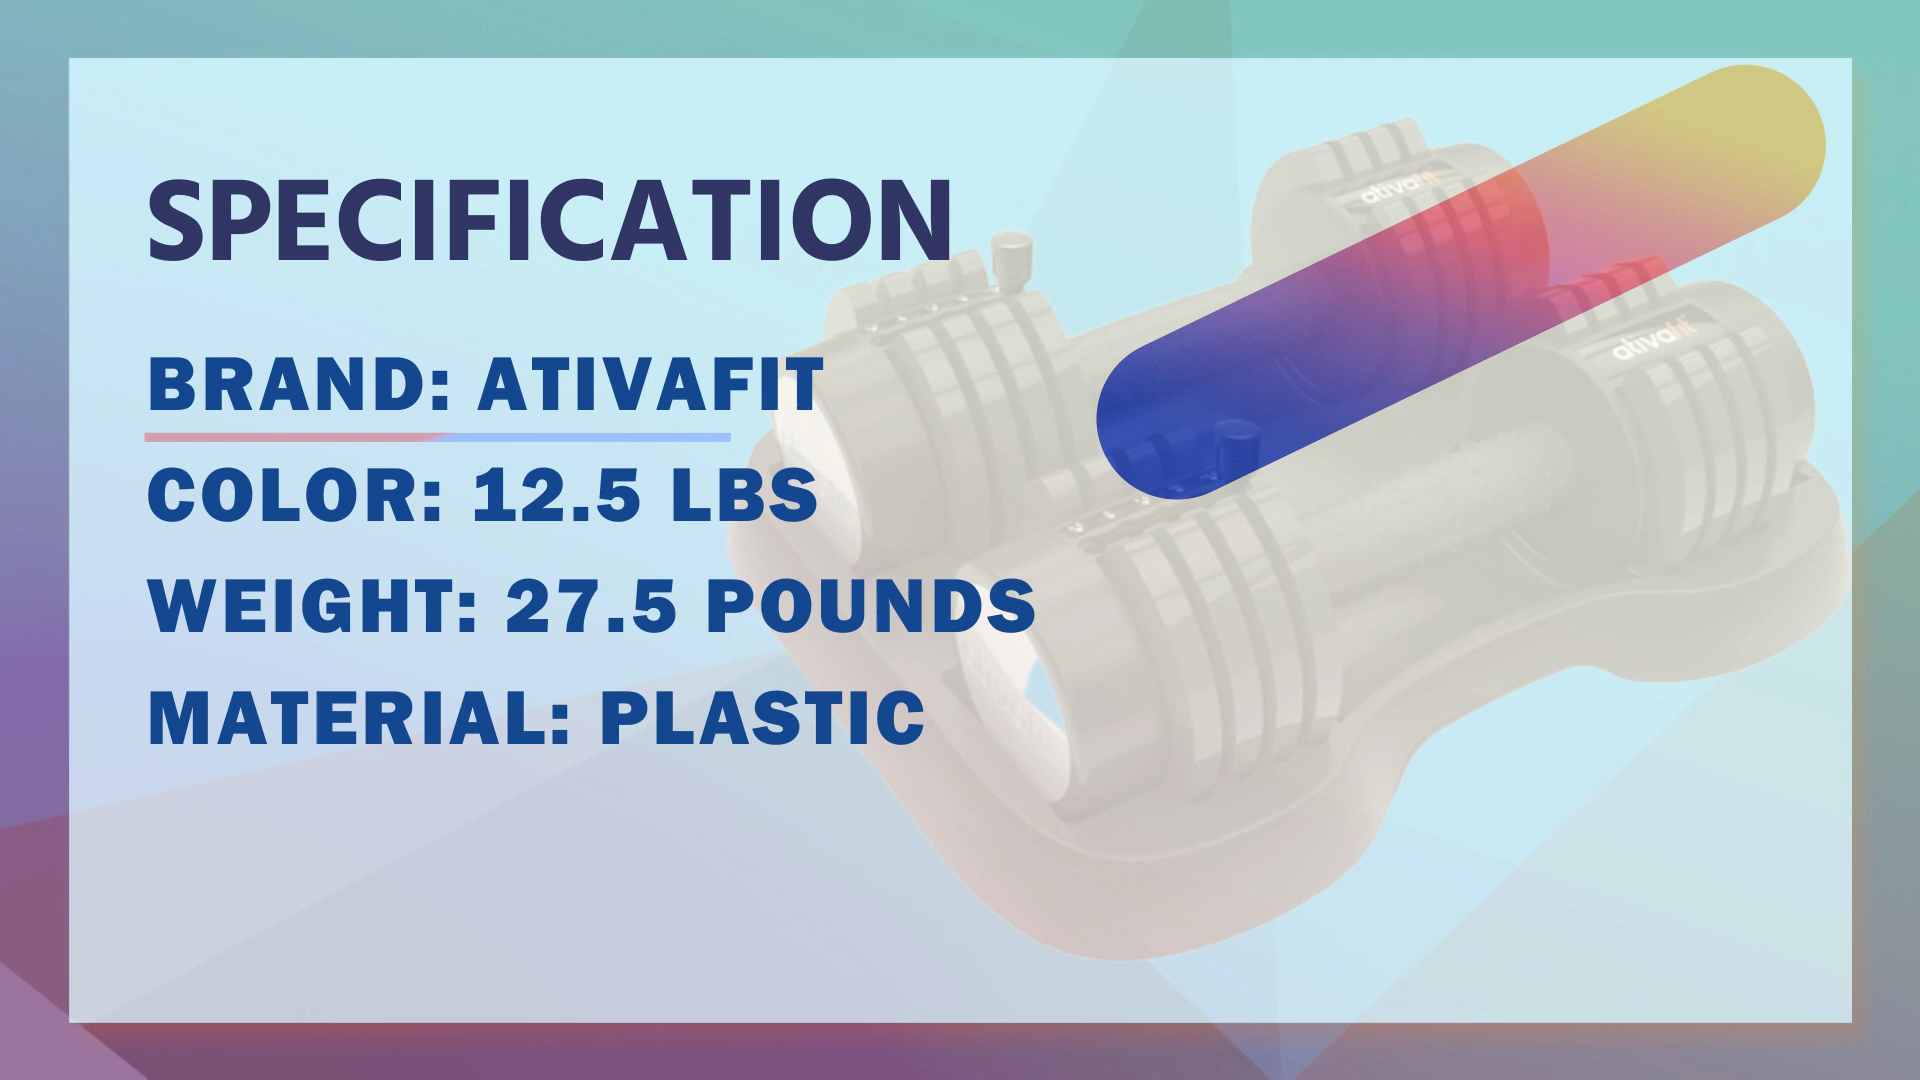 SPECIFICATION
BRAND: ATIVAFIT
COLOR: 12.5 LBS
WEIGHT: 27.5 POUNDS
MATERIAL: PLASTIC
ativafit
ativafit